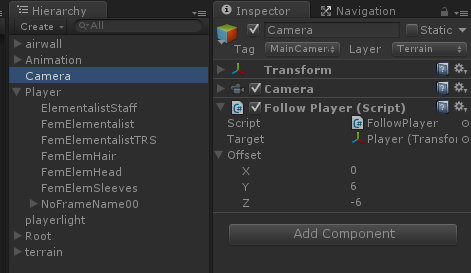 Hierarchy
Create
All
airwall
Animation
Camera
Player
ElementalistStaff
FemElementalist
FemElementalistTRS
FemElemHair
FemElemHead
FemElemSleeves
NoFrameName00
playerlight
Root
terrain
Inspector
Navigation
Camera
Static
Tag MainCamer
Layer Terrain
Transform
Camera
Follow Player (Script)
Script FollowPlayer
Target Player (Transfor
Offset
X 0
Y 6
Z -6
Add Component